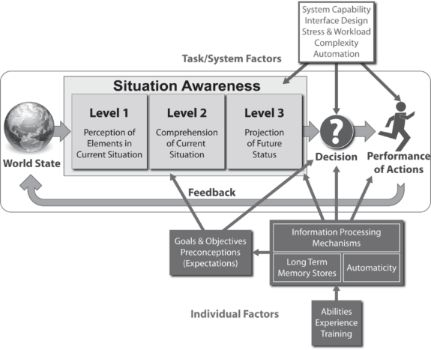 System Capability
Interface Design
Stress & Workload
Complexity
Automation
Task/System Factors
Situation Awareness
Level 1
Perception of
Elements in
Current Situation
Level 2
Comprehension
of Current
Situation
Level 3
Projection
of Future
Status
World State
?
Decision
Performance
of Actions
Feedback
Goals & Objectives
Preconceptions
(Expectations)
Information Processing
Mechanisms
Long Term
Memory Stores
Automaticity
Individual Factors
Abilities
Experience
Training